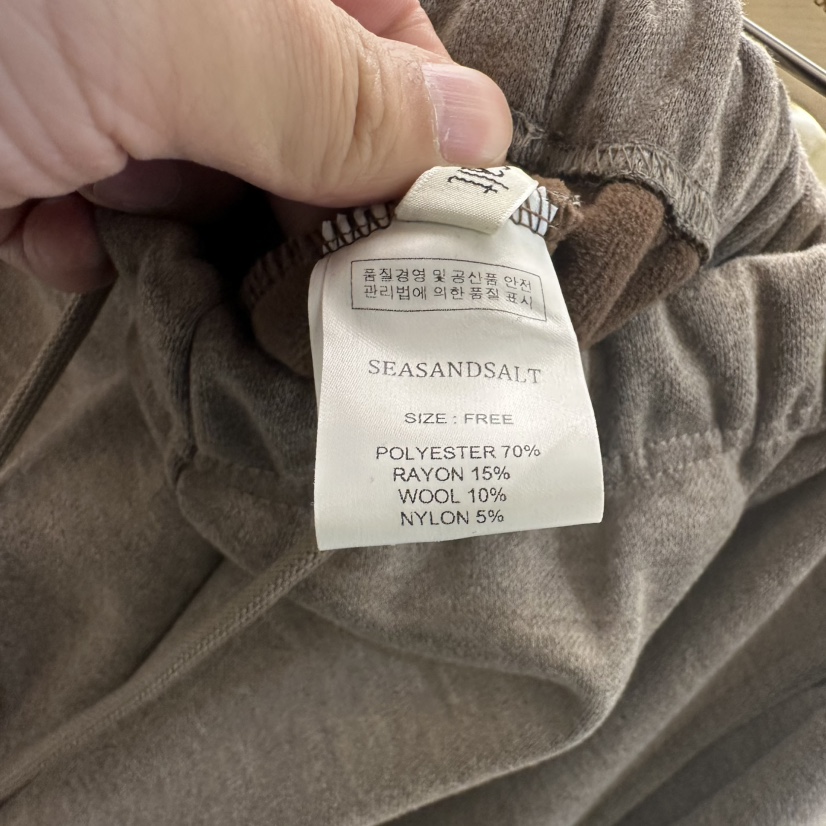 품질경영 및 공산품 안전
관리법에 의한 품질 표시
SEASANDSALT
SIZE : FREE
POLYESTER 70%
RAYON 15%
WOOL 10%
NYLON 5%